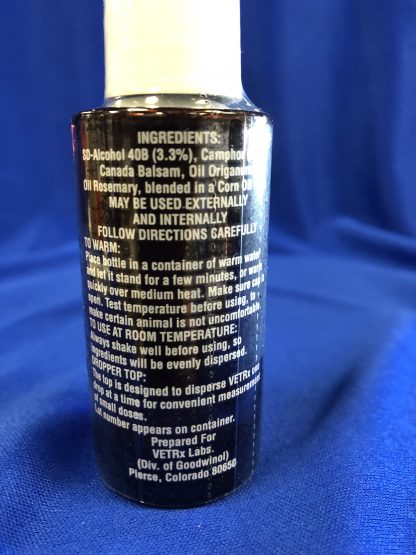 INGREDIENTS:
SD-Alcohol 40B (3.3%), Camphor
Canada Balsam, Oil Origanum
Oil Rosemary, blended in a Corn Oil
MAY BE USED EXTERNALLY
AND INTERNALLY
FOLLOW DIRECTIONS CAREFULLY
TO WARM:
Place bottle in a container of warm water
and let it stand for a few minutes, or warm
quickly over medium heat. Make sure cap is
open. Test temperature before using, to
make certain animal is not uncomfortable.
TO USE AT ROOM TEMPERATURE:
Always shake well before using, so
ingredients will be evenly dispersed.
DROPPER TOP:
The top is designed to disperse VETRx one
drop at a time for convenient measurement
of small doses.
Lot number appears on container.
Prepared For
VETRx Labs.
(Div. of Goodwinol)
Pierce, Colorado 80650